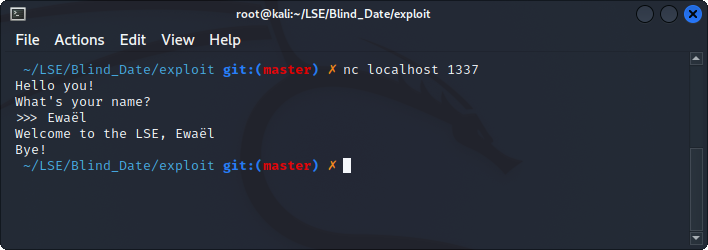 root@kali:~/LSE/Blind_Date/exploit
File Actions Edit View Help
~/LSE/Blind_Date/exploit git:(master) ✗ nc localhost 1337
Hello you!
What's your name?
>>> Ewaël
Welcome to the LSE, Ewaël
Bye!
~/LSE/Blind_Date/exploit git:(master) ✗